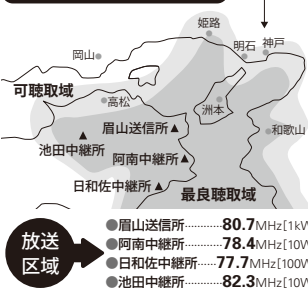 姫路
岡山
明石
神戸
可聴取域
高松
洲本
眉山送信所▲
和歌山
▲
池田中継所
阿南中継所▲
日和佐中継所▲
最良聴取域
放送
区域
●眉山送信所…………80.7MHz[1kW
●阿南中継所…………78.4MHz[10W
●日和佐中継所……77.7MHz[100W
●池田中継所…………82.3MHz[10W